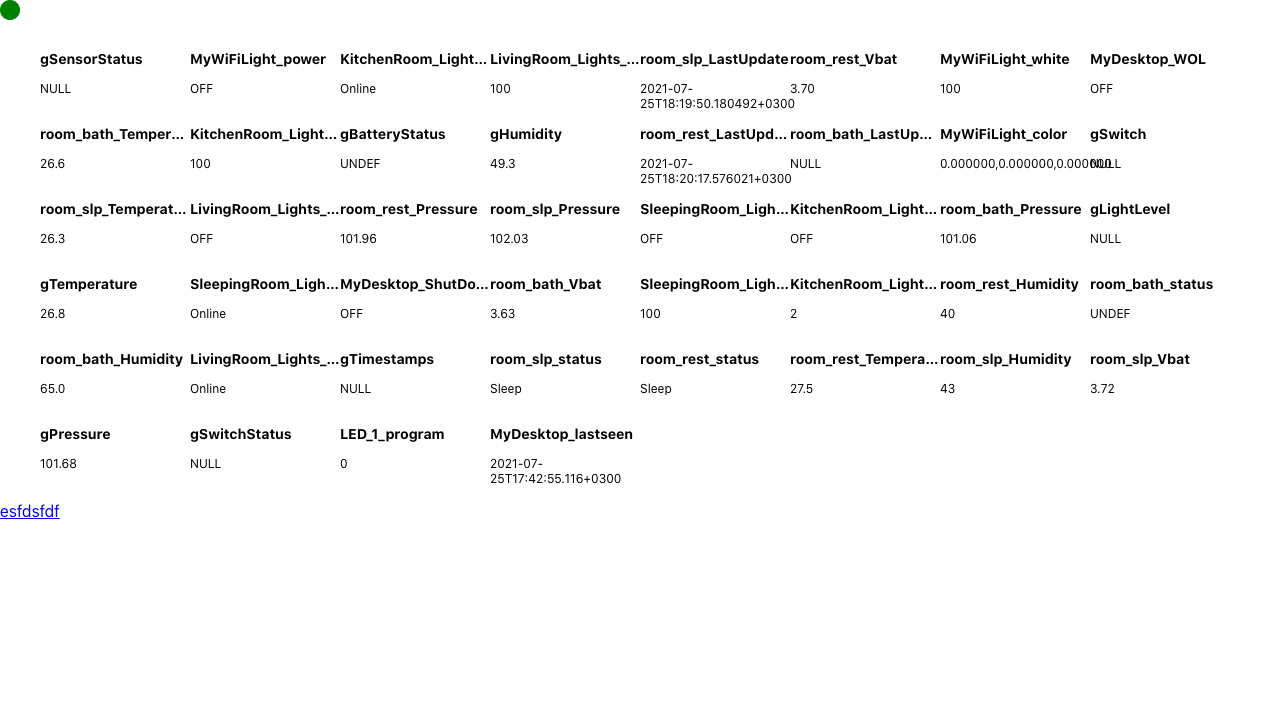 gSensorStatus MyWiFiLight_power KitchenRoom_Light... LivingRoom_Lights_... room_slp_LastUpdate room_rest_Vbat MyWiFiLight_white MyDesktop_WOL
NULL OFF Online 100 2021-07-25T18:19:50.180492+0300 3.70 100 OFF
room_bath_Temper... KitchenRoom_Light... gBatteryStatus gHumidity room_rest_LastUpd... room_bath_LastUp... MyWiFiLight_color gSwitch
26.6 100 UNDEF 49.3 2021-07-25T18:20:17.576021+0300 NULL 0.000000,0.000000,0.000000 NULL
room_slp_Temperat... LivingRoom_Lights_... room_rest_Pressure room_slp_Pressure SleepingRoom_Ligh... KitchenRoom_Light... room_bath_Pressure gLightLevel
26.3 OFF 101.96 102.03 OFF OFF 101.06 NULL
gTemperature SleepingRoom_Ligh... MyDesktop_ShutDo... room_bath_Vbat SleepingRoom_Ligh... KitchenRoom_Light... room_rest_Humidity room_bath_status
26.8 Online OFF 3.63 100 2 40 UNDEF
room_bath_Humidity LivingRoom_Lights_... gTimestamps room_slp_status room_rest_status room_rest_Tempera... room_slp_Humidity room_slp_Vbat
65.0 Online NULL Sleep Sleep 27.5 43 3.72
gPressure gSwitchStatus LED_1_program MyDesktop_lastseen
101.68 NULL 0 2021-07-25T17:42:55.116+0300
esfdsfdf